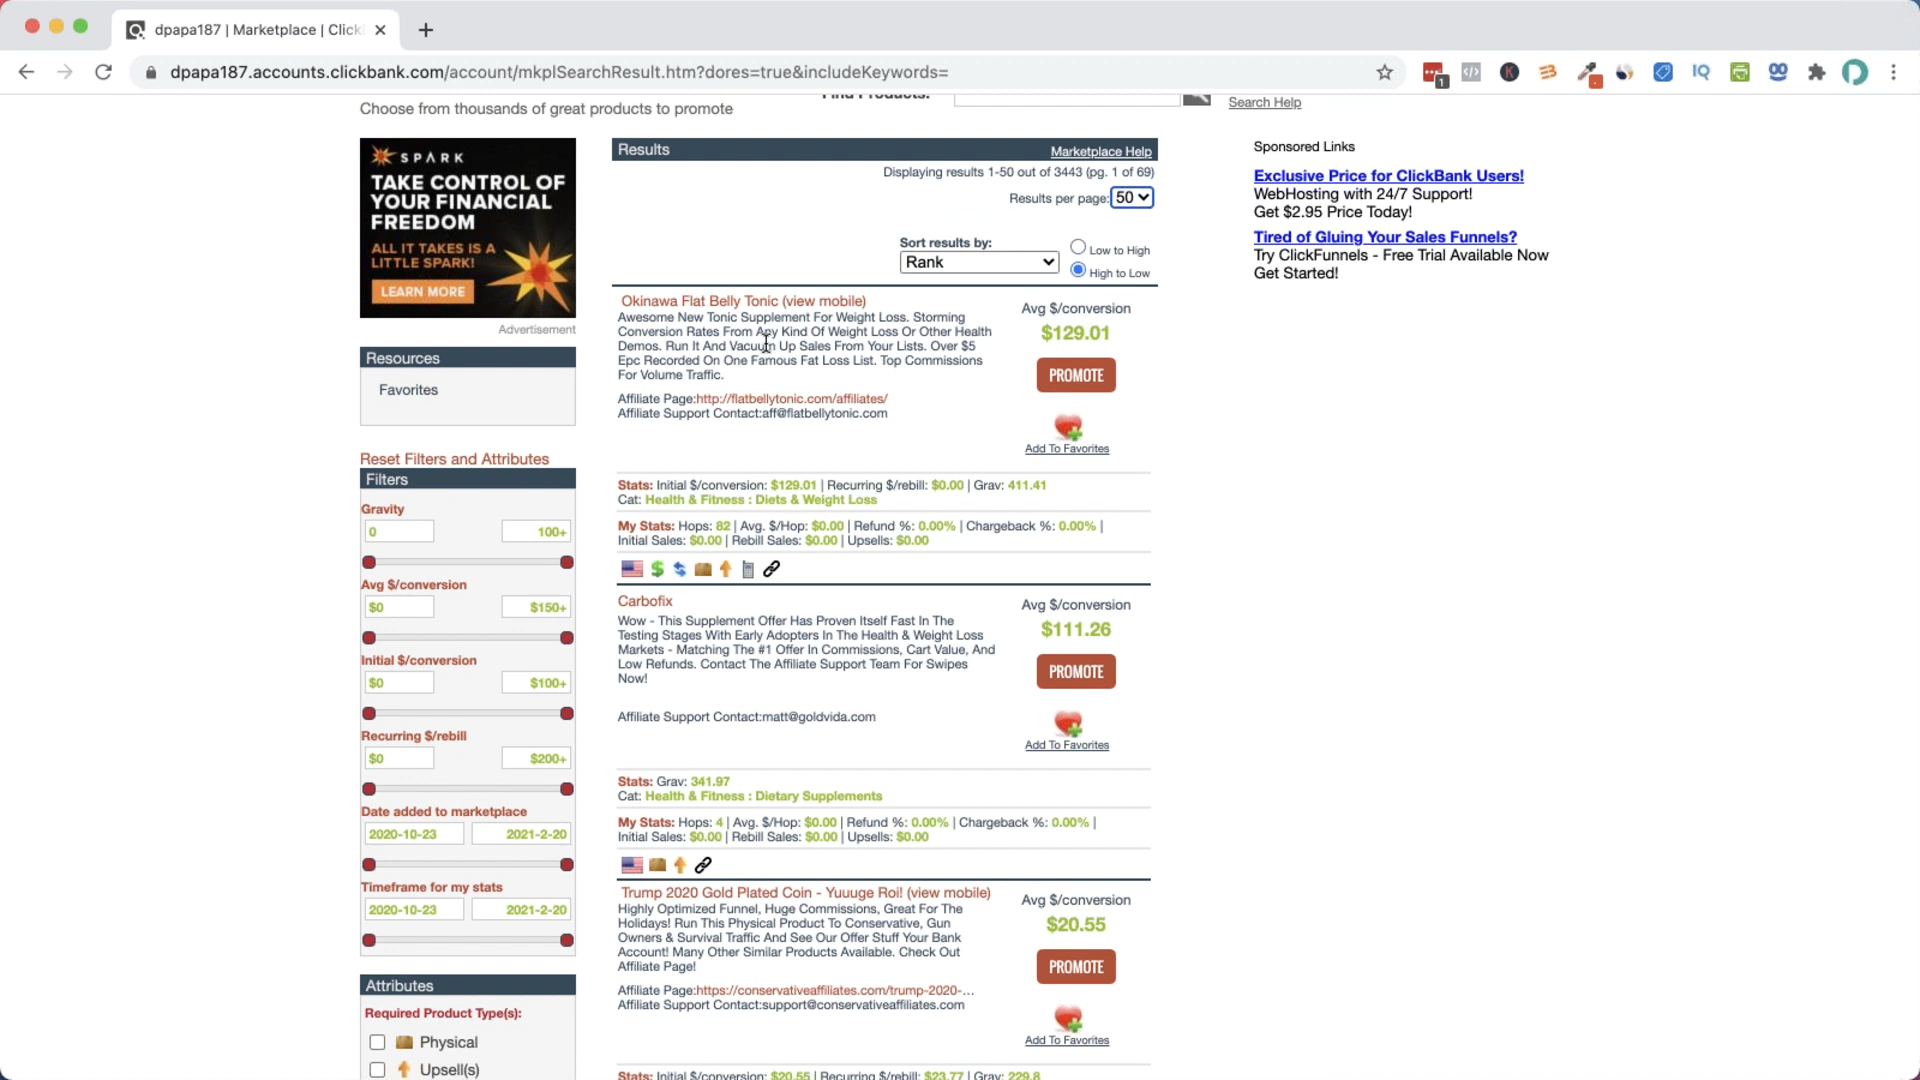 dpapa187 | Marketplace | Click
dpapa187.accounts.clickbank.com/account/mkplSearchResult.htm?dores=true&includeKeywords=
1
IQ
Choose from thousands of great products to promote
Find Products:
Search Help
SPARK
TAKE CONTROL OF
YOUR FINANCIAL
FREEDOM
ALL IT TAKES IS A
LITTLE SPARK!
LEARN MORE
Advertisement
Resources
Favorites
Reset Filters and Attributes
Filters
Gravity
0 100+
Avg $/conversion
$0 $150+
Initial $/conversion
$0 $100+
Recurring $/rebill
$0 $200+
Date added to marketplace
2020-10-23 2021-2-20
Timeframe for my stats
2020-10-23 2021-2-20
Attributes
Required Product Type(s):
Physical
Upsell(s)
Results
Marketplace Help
Displaying results 1-50 out of 3443 (pg. 1 of 69)
Results per page: 50
Sort results by:
Rank
Low to High
High to Low
Okinawa Flat Belly Tonic (view mobile)
Awesome New Tonic Supplement For Weight Loss. Storming
Conversion Rates From Any Kind Of Weight Loss Or Other Health
Demos. Run It And Vacuum Up Sales From Your Lists. Over $5
Epc Recorded On One Famous Fat Loss List. Top Commissions
For Volume Traffic.
Affiliate Page:http://flatbellytonic.com/affiliates/
Affiliate Support Contact:aff@flatbellytonic.com
Avg $/conversion
$129.01
PROMOTE
Add To Favorites
Stats: Initial $/conversion: $129.01 | Recurring $/rebill: $0.00 | Grav: 411.41
Cat: Health & Fitness : Diets & Weight Loss
My Stats: Hops: 82 | Avg. $/Hop: $0.00 | Refund %: 0.00% | Chargeback %: 0.00% |
Initial Sales: $0.00 | Rebill Sales: $0.00 | Upsells: $0.00
Carbofix
Wow - This Supplement Offer Has Proven Itself Fast In The
Testing Stages With Early Adopters In The Health & Weight Loss
Markets - Matching The #1 Offer In Commissions, Cart Value, And
Low Refunds. Contact The Affiliate Support Team For Swipes
Now!
Affiliate Support Contact:matt@goldvida.com
Avg $/conversion
$111.26
PROMOTE
Add To Favorites
Stats: Grav: 341.97
Cat: Health & Fitness : Dietary Supplements
My Stats: Hops: 4 | Avg. $/Hop: $0.00 | Refund %: 0.00% | Chargeback %: 0.00% |
Initial Sales: $0.00 | Rebill Sales: $0.00 | Upsells: $0.00
Trump 2020 Gold Plated Coin - Yuuuge Roi! (view mobile)
Highly Optimized Funnel, Huge Commissions, Great For The
Holidays! Run This Physical Product To Conservative, Gun
Owners & Survival Traffic And See Our Offer Stuff Your Bank
Account! Many Other Similar Products Available. Check Out
Affiliate Page!
Affiliate Page:https://conservativeaffiliates.com/trump-2020-...
Affiliate Support Contact:support@conservativeaffiliates.com
Avg $/conversion
$20.55
PROMOTE
Add To Favorites
Stats: Initial $/conversion: $20.55 | Recurring $/rebill: $23.77 | Grav: 229.8
Sponsored Links
Exclusive Price for ClickBank Users!
WebHosting with 24/7 Support!
Get $2.95 Price Today!
Tired of Gluing Your Sales Funnels?
Try ClickFunnels - Free Trial Available Now
Get Started!